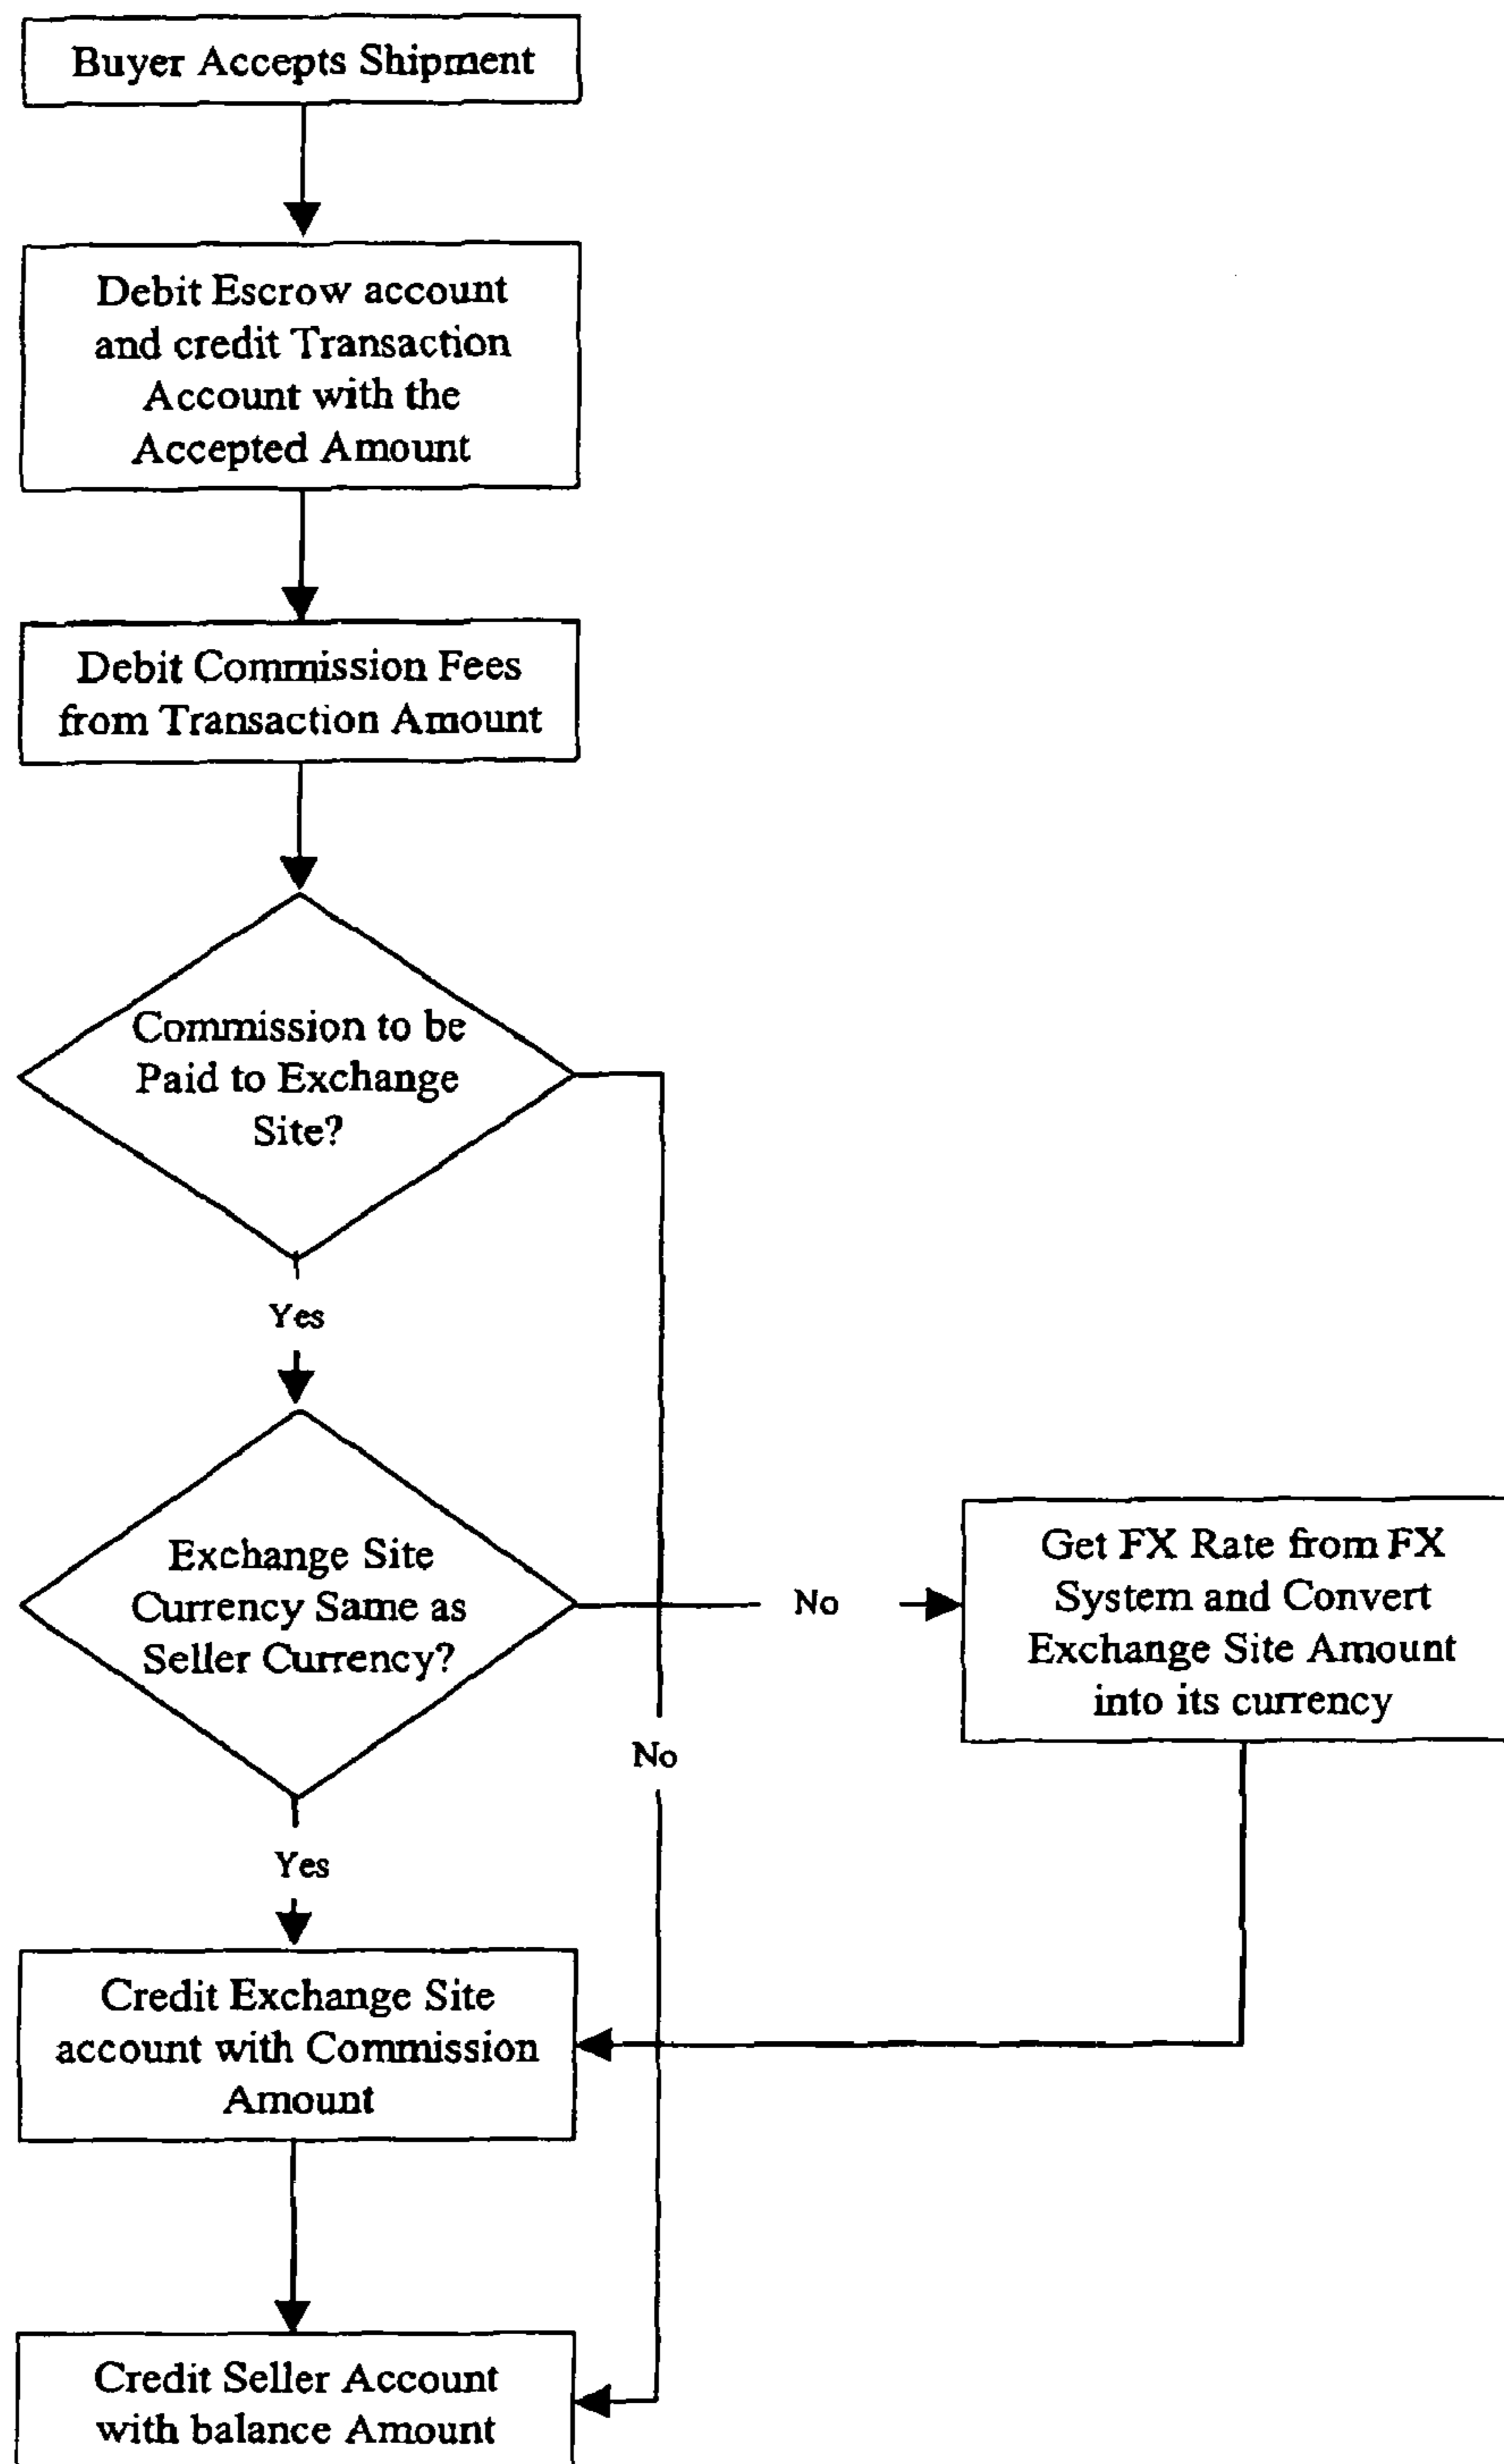 Buyer Accepts Shipment
Debit Escrow account
and credit Transaction
Account with the
Accepted Amount
Debit Commission Fees
from Transaction Amount
Commission to be
Paid to Exchange
Site?
Yes
Exchange Site
Currency Same as
Seller Currency?
No
Get FX Rate from FX
System and Convert
Exchange Site Amount
into its currency
No
Yes
Credit Exchange Site
account with Commission
Amount
Credit Seller Account
with balance Amount